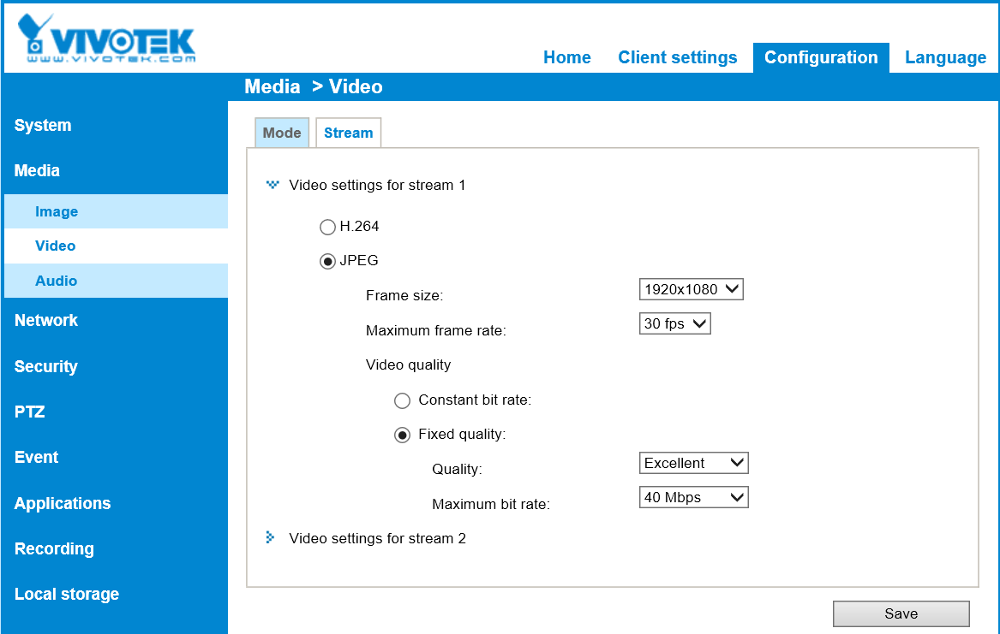 VIVOTEK
www.vivotek.com
Home Client settings Configuration Language
Media > Video
System
Media
Image
Video
Audio
Network
Security
PTZ
Event
Applications
Recording
Local storage
Mode Stream
Video settings for stream 1
H.264
JPEG
Frame size: 1920x1080
Maximum frame rate: 30 fps
Video quality
Constant bit rate:
Fixed quality:
Quality: Excellent
Maximum bit rate: 40 Mbps
Video settings for stream 2
Save